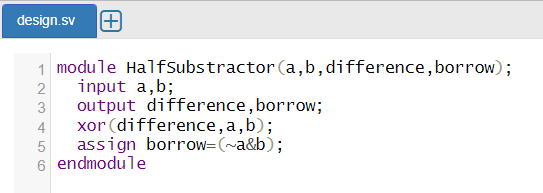 design.sv
1 module HalfSubstractor(a,b,difference,borrow);
2 input a,b;
3 output difference,borrow;
4 xor(difference,a,b);
5 assign borrow=(~a&b);
6 endmodule